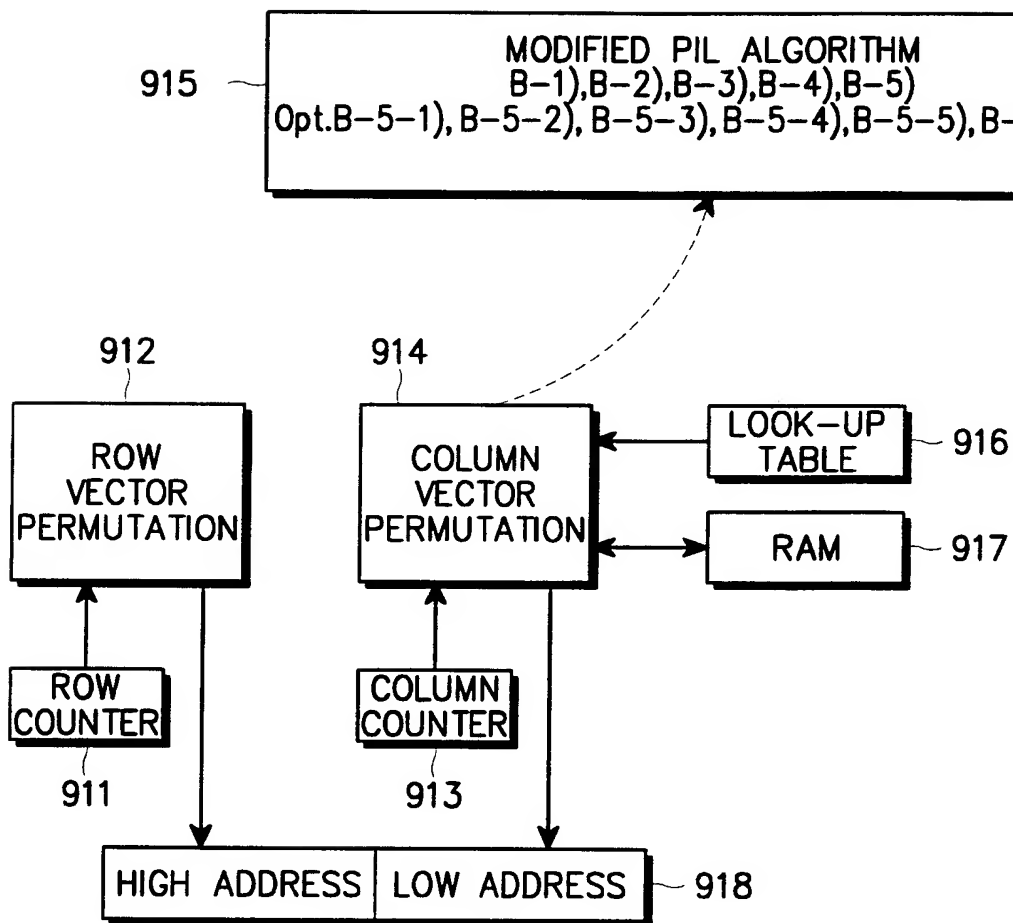 915
MODIFIED PIL ALGORITHM
B-1),B-2),B-3),B-4),B-5)
Opt.B-5-1),B-5-2),B-5-3),B-5-4),B-5-5),B-
912
914
ROW
VECTOR
PERMUTATION
COLUMN
VECTOR
PERMUTATION
LOOK-UP
TABLE
916
RAM
917
ROW
COUNTER
COLUMN
COUNTER
911
913
HIGH ADDRESS
LOW ADDRESS
918